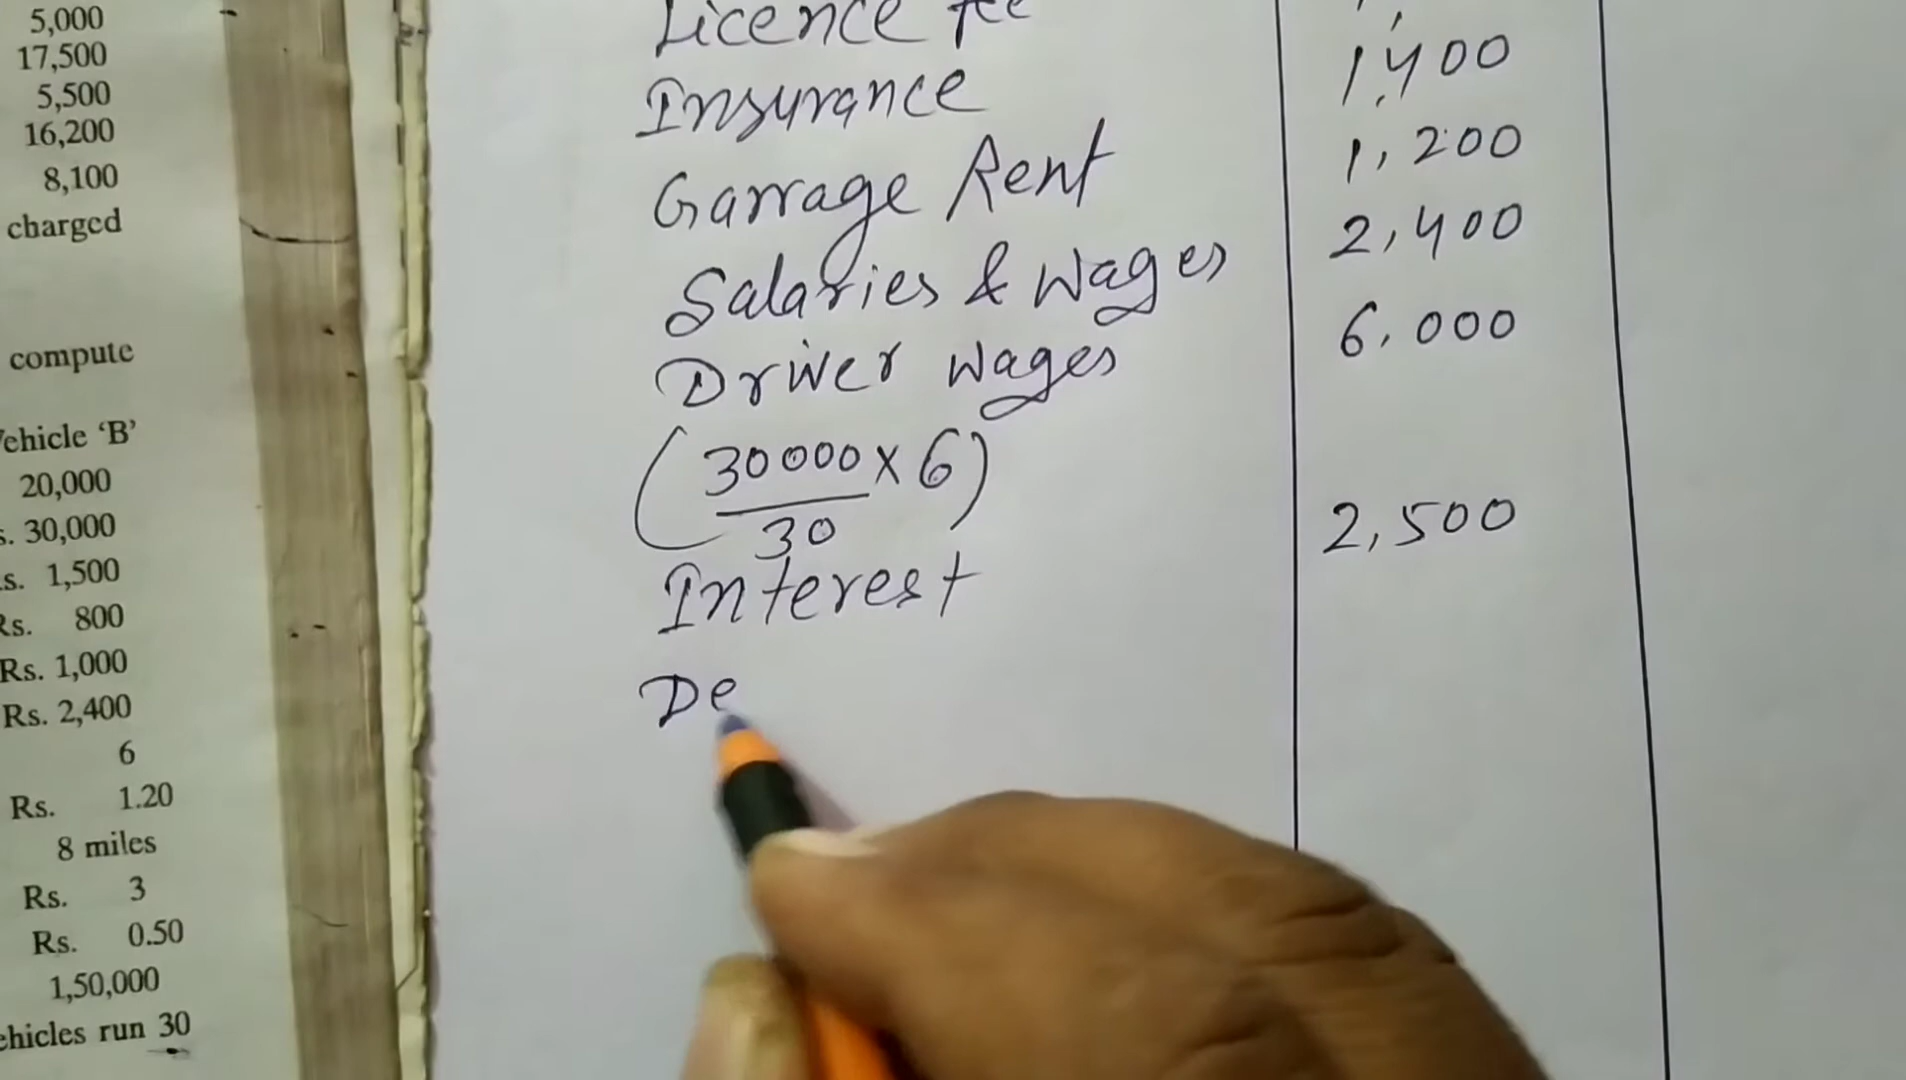 5,000
17,500
5,500
16,200
8,100
charged
compute
Vehicle ‘B’
20,000
s. 30,000
s. 1,500
Rs. 800
Rs. 1,000
Rs. 2,400
6
Rs. 1.20
8 miles
Rs. 3
Rs. 0.50
1,50,000
ehicles run 30
Licence fee
Insurance 1,400
Garrage Rent 1,200
Salaries & Wages 2,400
Driver Wages 6,000
(30000 × 6)
30
Interest 2,500
De